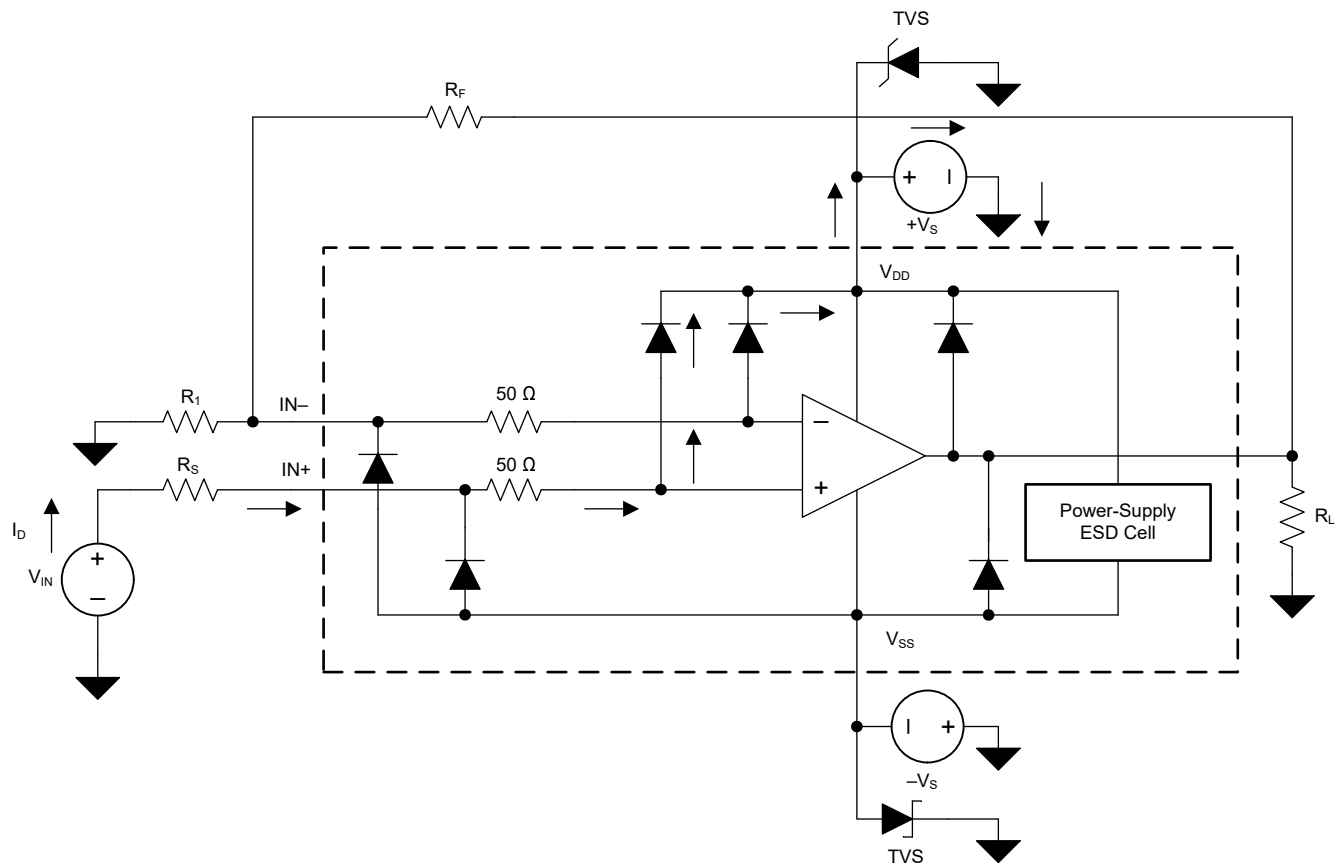 TVS
R_F
+ –
+V_S
V_DD
R_1
IN–
50 Ω
–
R_S
IN+
50 Ω
+
Power-Supply
ESD Cell
R_L
I_D
+
V_IN
–
V_SS
– +
–V_S
TVS